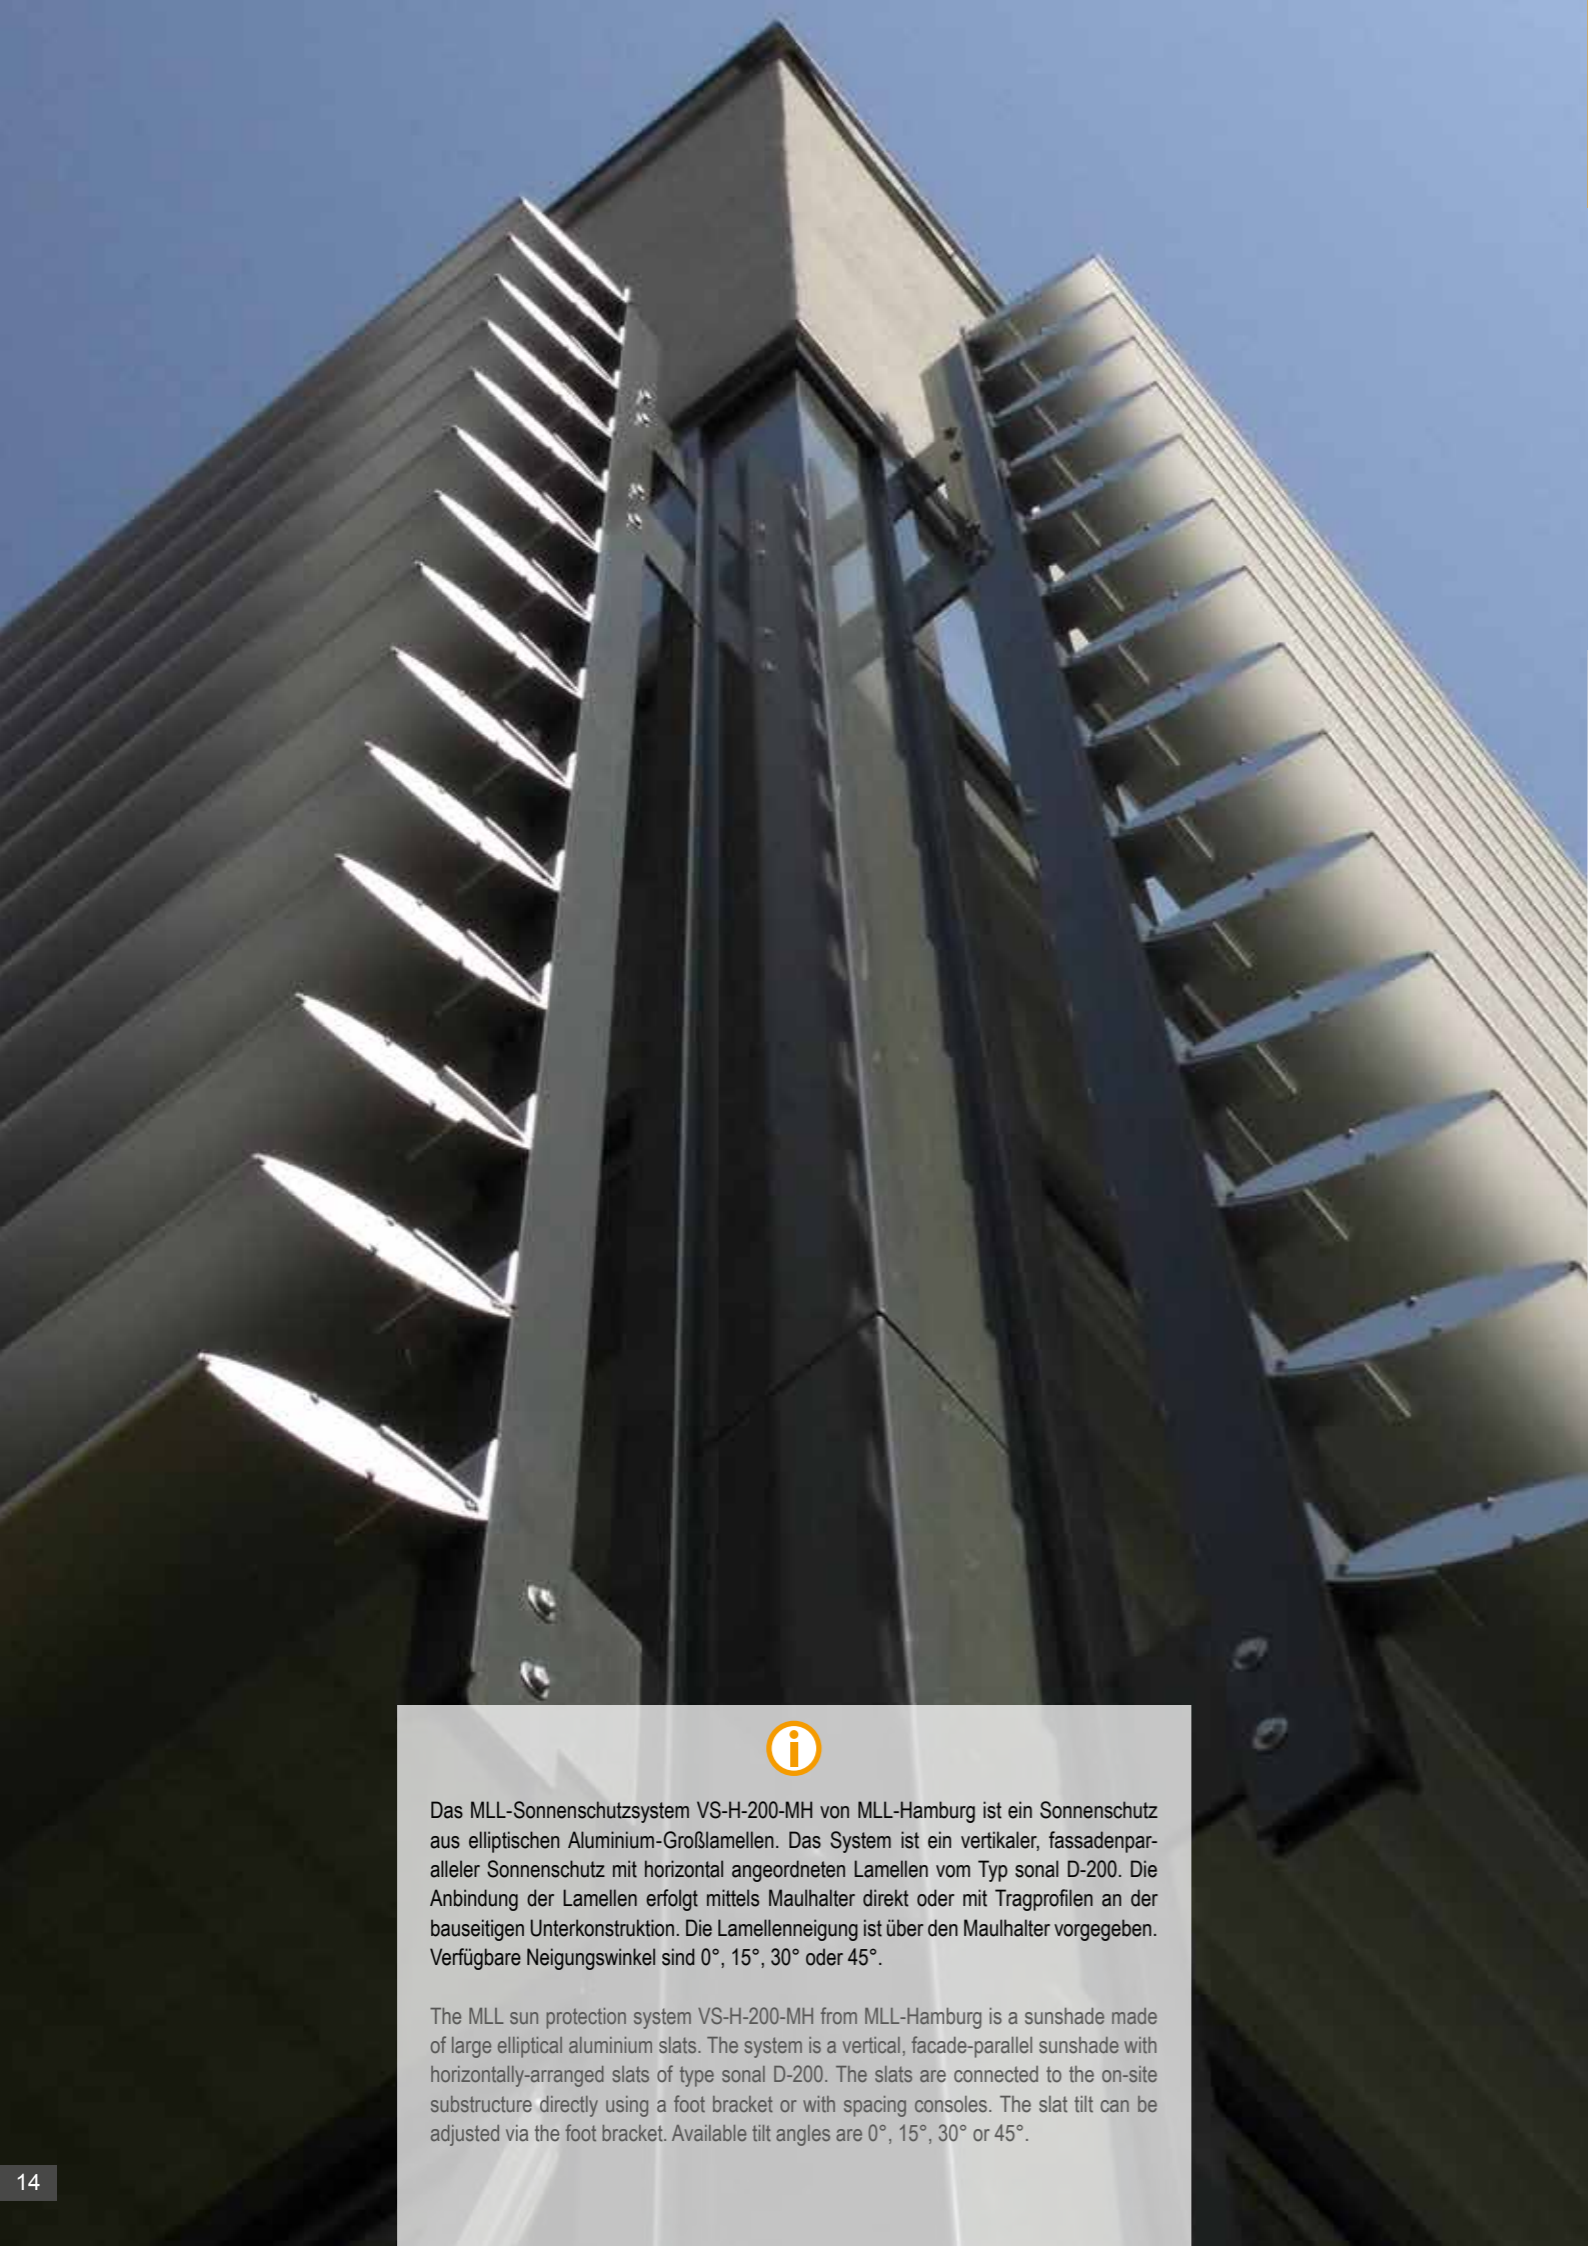 Das MLL-Sonnenschutzsystem VS-H-200-MH von MLL-Hamburg ist ein Sonnenschutz
aus elliptischen Aluminium-Großlamellen. Das System ist ein vertikaler, fassadenpar-
alleler Sonnenschutz mit horizontal angeordneten Lamellen vom Typ sonal D-200. Die
Anbindung der Lamellen erfolgt mittels Maulhalter direkt oder mit Tragprofilen an der
bauseitigen Unterkonstruktion. Die Lamellenneigung ist über den Maulhalter vorgegeben.
Verfügbare Neigungswinkel sind 0°, 15°, 30° oder 45°.
The MLL sun protection system VS-H-200-MH from MLL-Hamburg is a sunshade made
of large elliptical aluminium slats. The system is a vertical, facade-parallel sunshade with
horizontally-arranged slats of type sonal D-200. The slats are connected to the on-site
substructure directly using a foot bracket or with spacing consoles. The slat tilt can be
adjusted via the foot bracket. Available tilt angles are 0°, 15°, 30° or 45°.
14